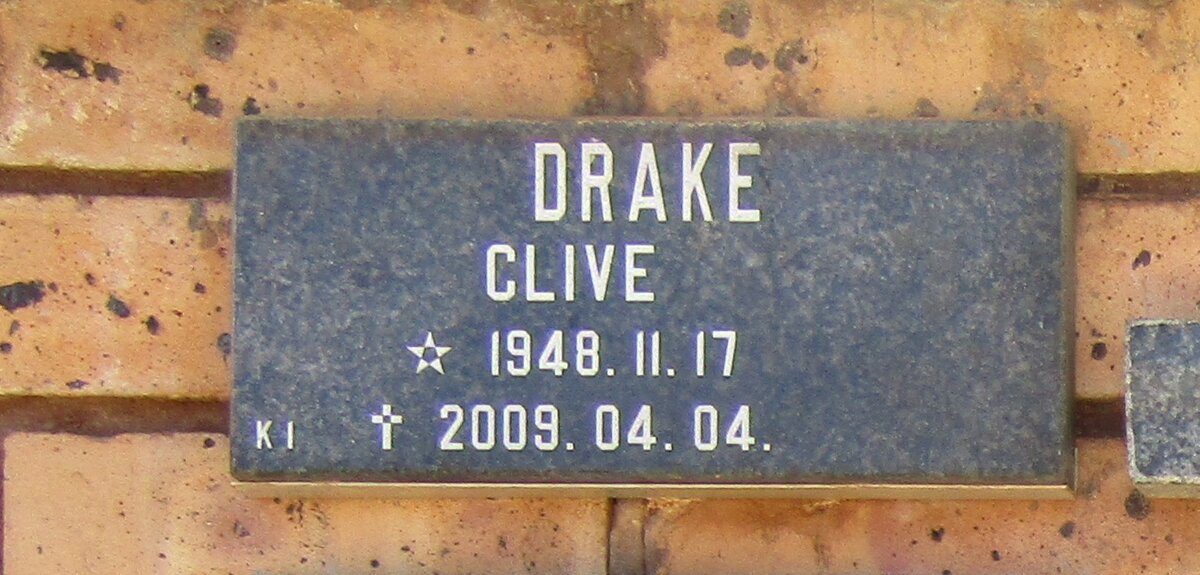 DRAKE
CLIVE
☆ 1948.11.17
K1 ✝ 2009.04.04.